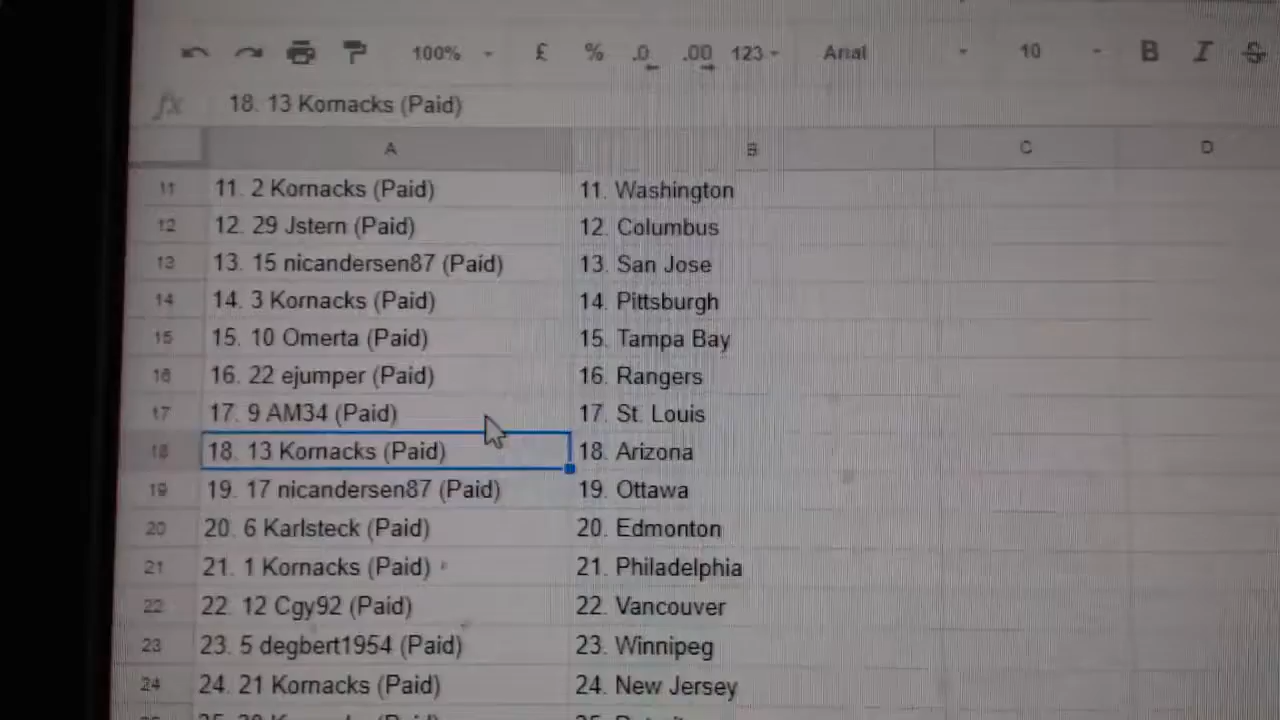 100% £ % .0 .00 123 Arial 10 B I S
fx 18. 13 Kornacks (Paid)
A B C D
11 11. 2 Kornacks (Paid) 11. Washington
12 12. 29 Jstern (Paid) 12. Columbus
13 13. 15 nicandersen87 (Paid) 13. San Jose
14 14. 3 Kornacks (Paid) 14. Pittsburgh
15 15. 10 Omerta (Paid) 15. Tampa Bay
16 16. 22 ejumper (Paid) 16. Rangers
17 17. 9 AM34 (Paid) 17. St. Louis
18 18. 13 Kornacks (Paid) 18. Arizona
19 19. 17 nicandersen87 (Paid) 19. Ottawa
20 20. 6 Karlsteck (Paid) 20. Edmonton
21 21. 1 Kornacks (Paid) 21. Philadelphia
22 22. 12 Cgy92 (Paid) 22. Vancouver
23 23. 5 degbert1954 (Paid) 23. Winnipeg
24 24. 21 Kornacks (Paid) 24. New Jersey